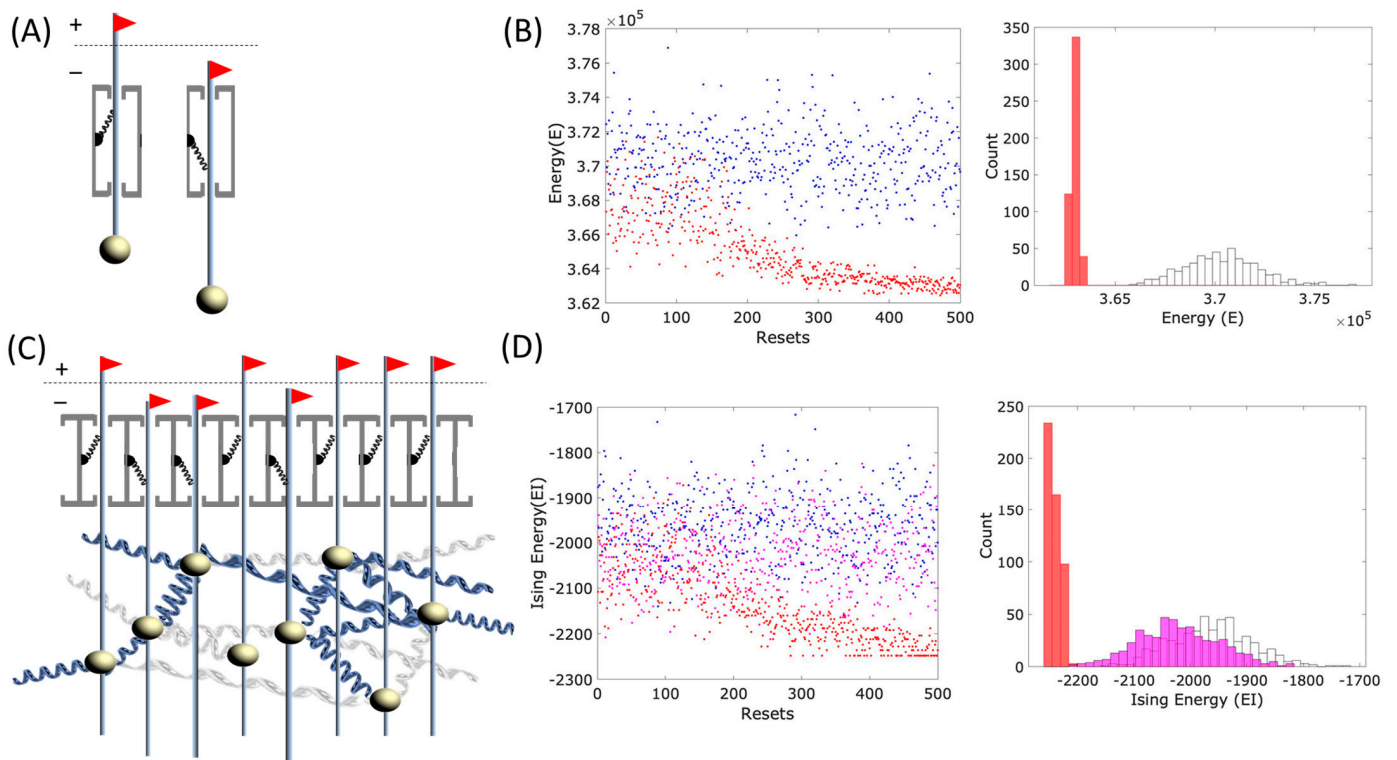 (A)
+
−
(B)
×10⁵
3.78
3.76
3.74
3.72
3.7
3.68
3.66
3.64
3.62
Energy(E)
0 100 200 300 400 500
Resets
350
300
250
200
150
100
50
0
Count
3.65 3.7 3.75
Energy (E)
×10⁵
(C)
+
−
(D)
-1700
-1800
-1900
-2000
-2100
-2200
-2300
Ising Energy(EI)
0 100 200 300 400 500
Resets
250
200
150
100
50
0
Count
-2200 -2100 -2000 -1900 -1800 -1700
Ising Energy (EI)